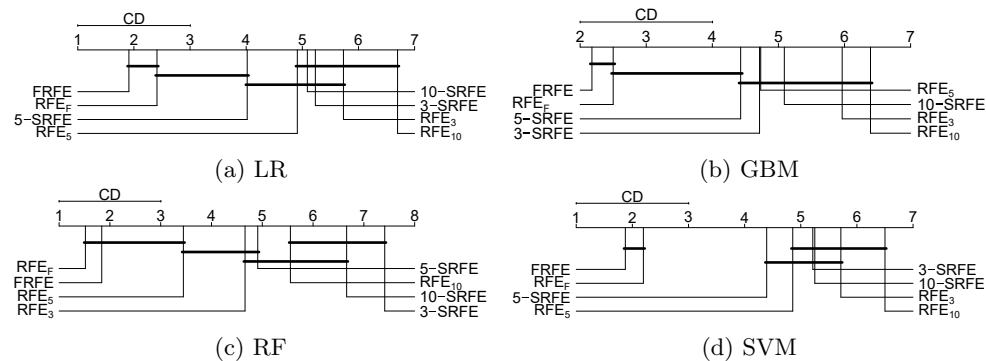 CD
1 2 3 4 5 6 7
FRFE
RFE_F
5−SRFE
RFE_5
10−SRFE
3−SRFE
RFE_3
RFE_10
(a) LR
CD
2 3 4 5 6 7
FRFE
RFE_F
5−SRFE
3−SRFE
RFE_5
10−SRFE
RFE_3
RFE_10
(b) GBM
CD
1 2 3 4 5 6 7 8
RFE_F
FRFE
RFE_5
RFE_3
5−SRFE
RFE_10
10−SRFE
3−SRFE
(c) RF
CD
1 2 3 4 5 6 7
FRFE
RFE_F
5−SRFE
RFE_5
3−SRFE
10−SRFE
RFE_3
RFE_10
(d) SVM